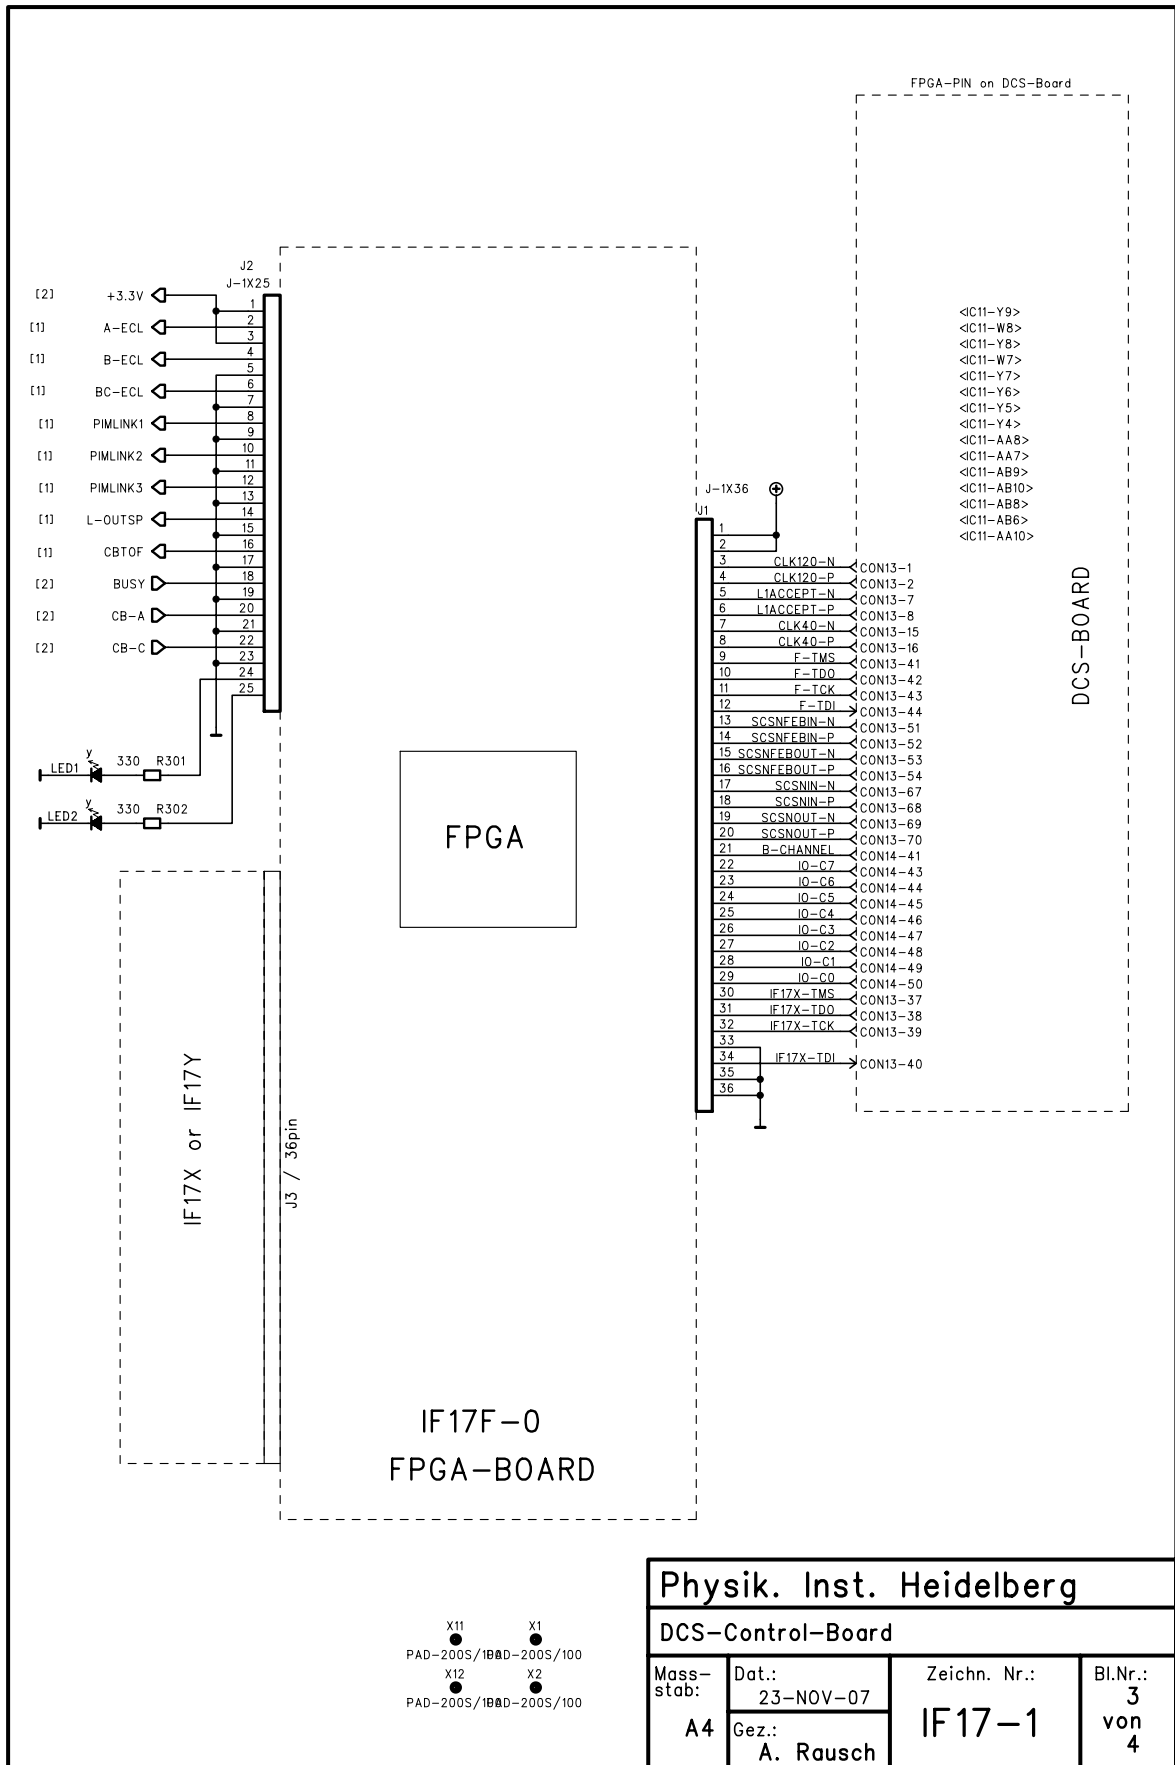 FPGA-PIN on DCS-Board
J2
J-1X25
[2] +3.3V 1
[1] A-ECL 2
3
[1] B-ECL 4
5
[1] BC-ECL 6
7
[1] PIMLINK1 8
9
[1] PIMLINK2 10
11
[1] PIMLINK3 12
13
[1] L-OUTSP 14
15
[1] CBTOF 16
17
[2] BUSY 18
19
[2] CB-A 20
21
[2] CB-C 22
23
24
25
<IC11-Y9>
<IC11-W8>
<IC11-Y8>
<IC11-W7>
<IC11-Y7>
<IC11-Y6>
<IC11-Y5>
<IC11-Y4>
<IC11-AA8>
<IC11-AA7>
<IC11-AB9>
<IC11-AB10>
<IC11-AB8>
<IC11-AB6>
<IC11-AA10>
J-1X36
J1
1
2
3 CLK120-N CON13-1
4 CLK120-P CON13-2
5 L1ACCEPT-N CON13-7
6 L1ACCEPT-P CON13-8
7 CLK40-N CON13-15
8 CLK40-P CON13-16
9 F-TMS CON13-41
10 F-TDO CON13-42
11 F-TCK CON13-43
12 F-TDI CON13-44
13 SCSNFEBIN-N CON13-51
14 SCSNFEBIN-P CON13-52
15 SCSNFEBOUT-N CON13-53
16 SCSNFEBOUT-P CON13-54
17 SCSNIN-N CON13-67
18 SCSNIN-P CON13-68
19 SCSNOUT-N CON13-69
20 SCSNOUT-P CON13-70
21 B-CHANNEL CON14-41
22 IO-C7 CON14-43
23 IO-C6 CON14-44
24 IO-C5 CON14-45
25 IO-C4 CON14-46
26 IO-C3 CON14-47
27 IO-C2 CON14-48
28 IO-C1 CON14-49
29 IO-C0 CON14-50
30 IF17X-TMS CON13-37
31 IF17X-TDO CON13-38
32 IF17X-TCK CON13-39
33
34 IF17X-TDI CON13-40
35
36
DCS-BOARD
LED1 y 330 R301
LED2 y 330 R302
FPGA
IF17X or IF17Y
J3 / 36pin
IF17F-0
FPGA-BOARD
X11 X1
PAD-200S/100 PAD-200S/100
X12 X2
PAD-200S/100 PAD-200S/100
Physik. Inst. Heidelberg
DCS-Control-Board
Mass-
stab:
A4
Dat.:
23-NOV-07
Gez.:
A. Rausch
Zeichn. Nr.:
IF17-1
Bl.Nr.:
3
von
4